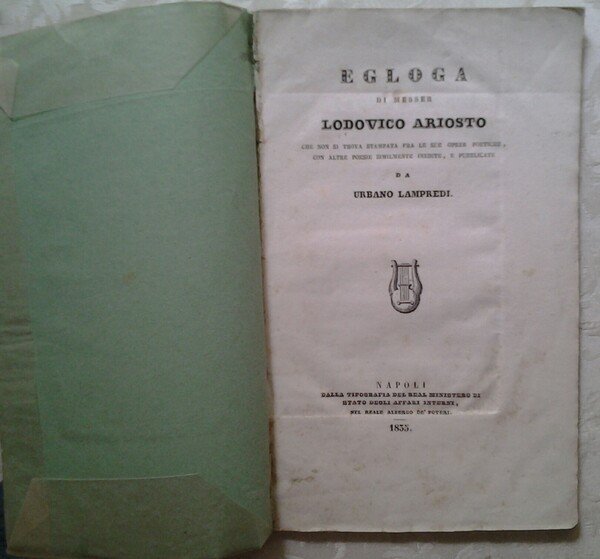 EGLOGA
DI MESSER
LODOVICO ARIOSTO
CHE NON SI TROVA STAMPATA FRA LE SUE OPERE POETICHE,
CON ALTRE POESIE SIMILMENTE INEDITE, E PUBBLICATE
DA
URBANO LAMPREDI.
NAPOLI
DALLA TIPOGRAFIA DEL REAL MINISTERO DI
STATO DEGLI AFFARI INTERNI,
NEL REALE ALBERGO DE' POVERI.
1835.